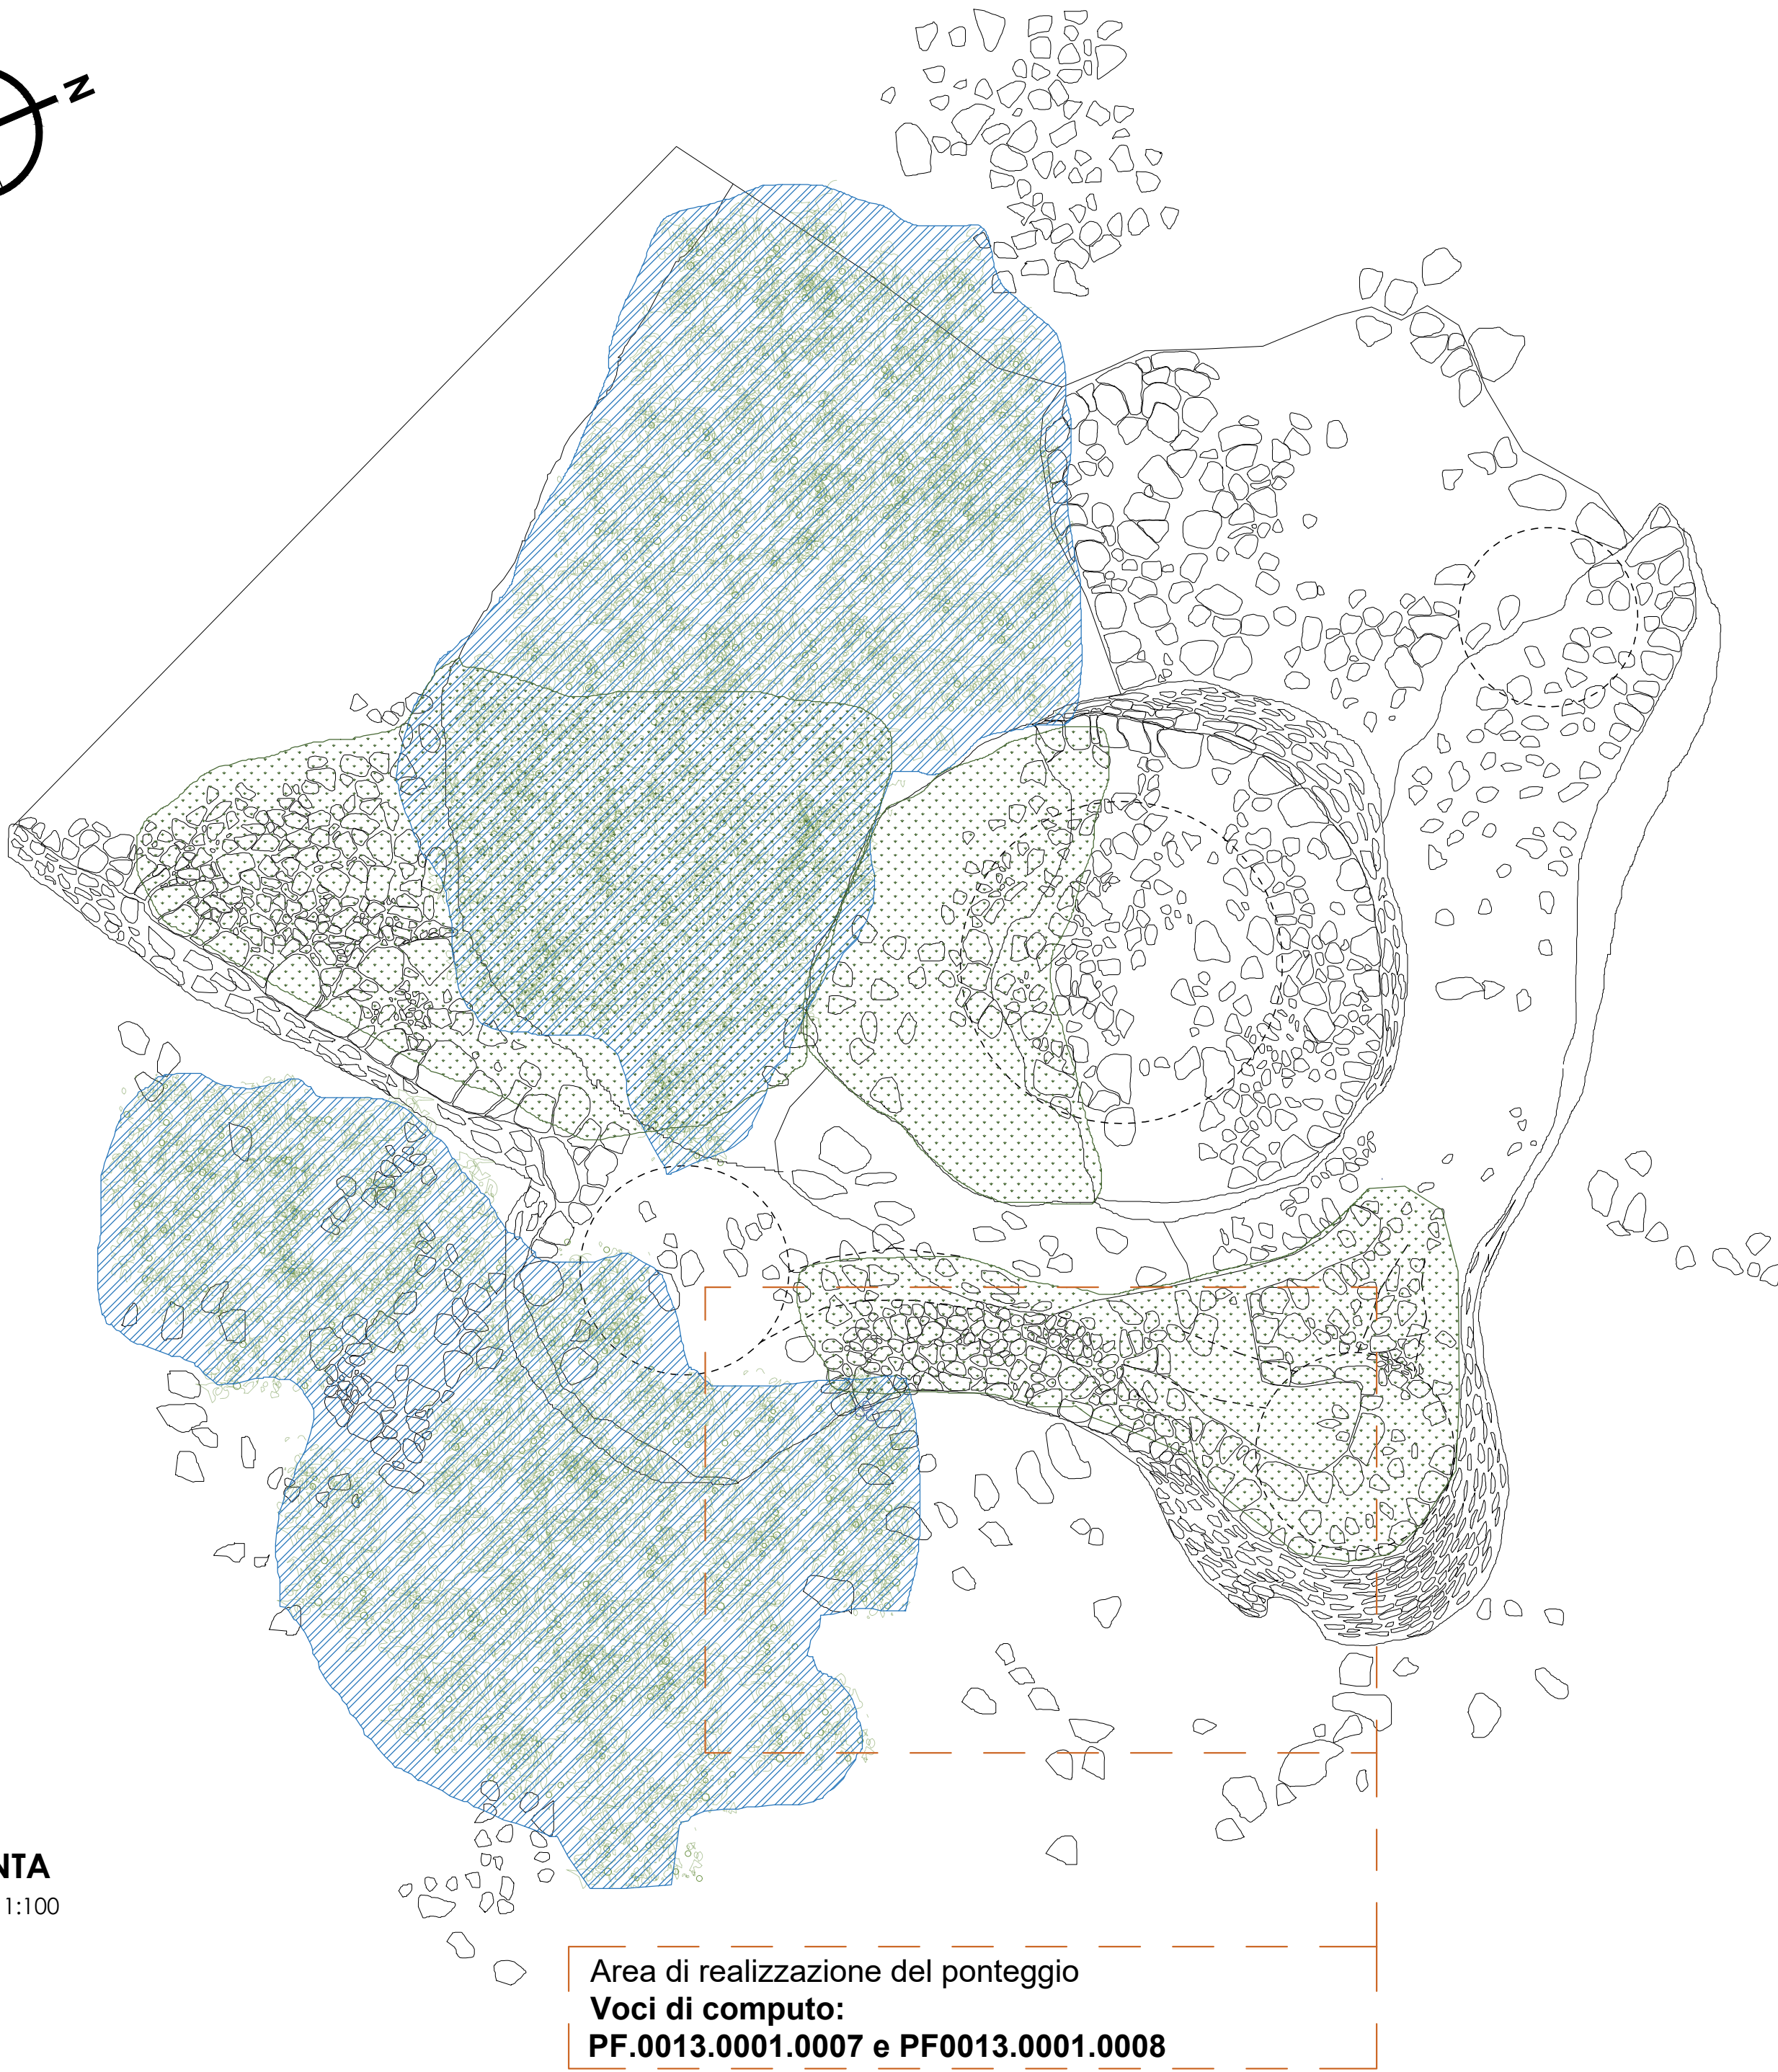 N
NTA
1:100
Area di realizzazione del ponteggio
Voci di computo:
PF.0013.0001.0007 e PF0013.0001.0008